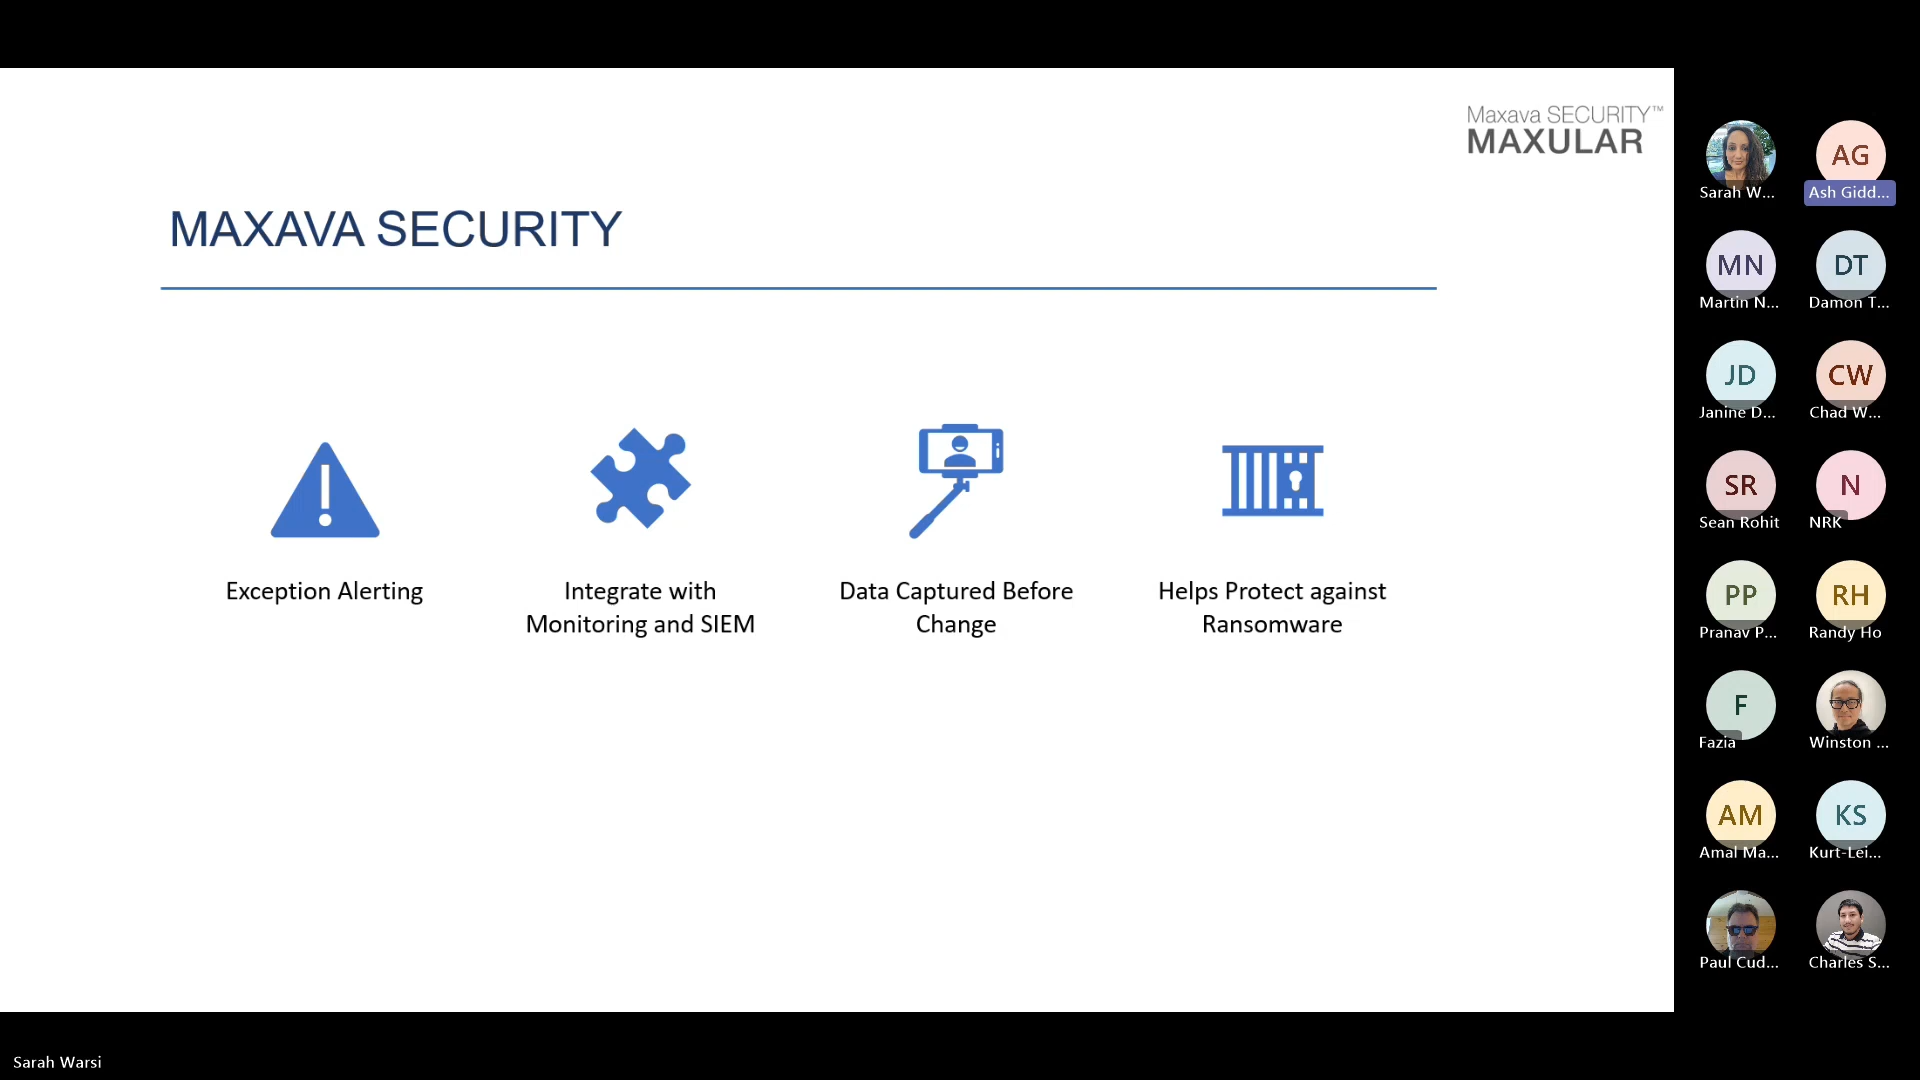 Maxava SECURITY™
MAXULAR
MAXAVA SECURITY
Exception Alerting
Integrate with
Monitoring and SIEM
Data Captured Before
Change
Helps Protect against
Ransomware
Sarah W...
AG
Ash Gidd...
MN
Martin N...
DT
Damon T...
JD
Janine D...
CW
Chad W...
SR
Sean Rohit
N
NRK
PP
Pranav P...
RH
Randy Ho
F
Fazia
Winston ...
AM
Amal Ma...
KS
Kurt-Lei...
Paul Cud...
Charles S...
Sarah Warsi